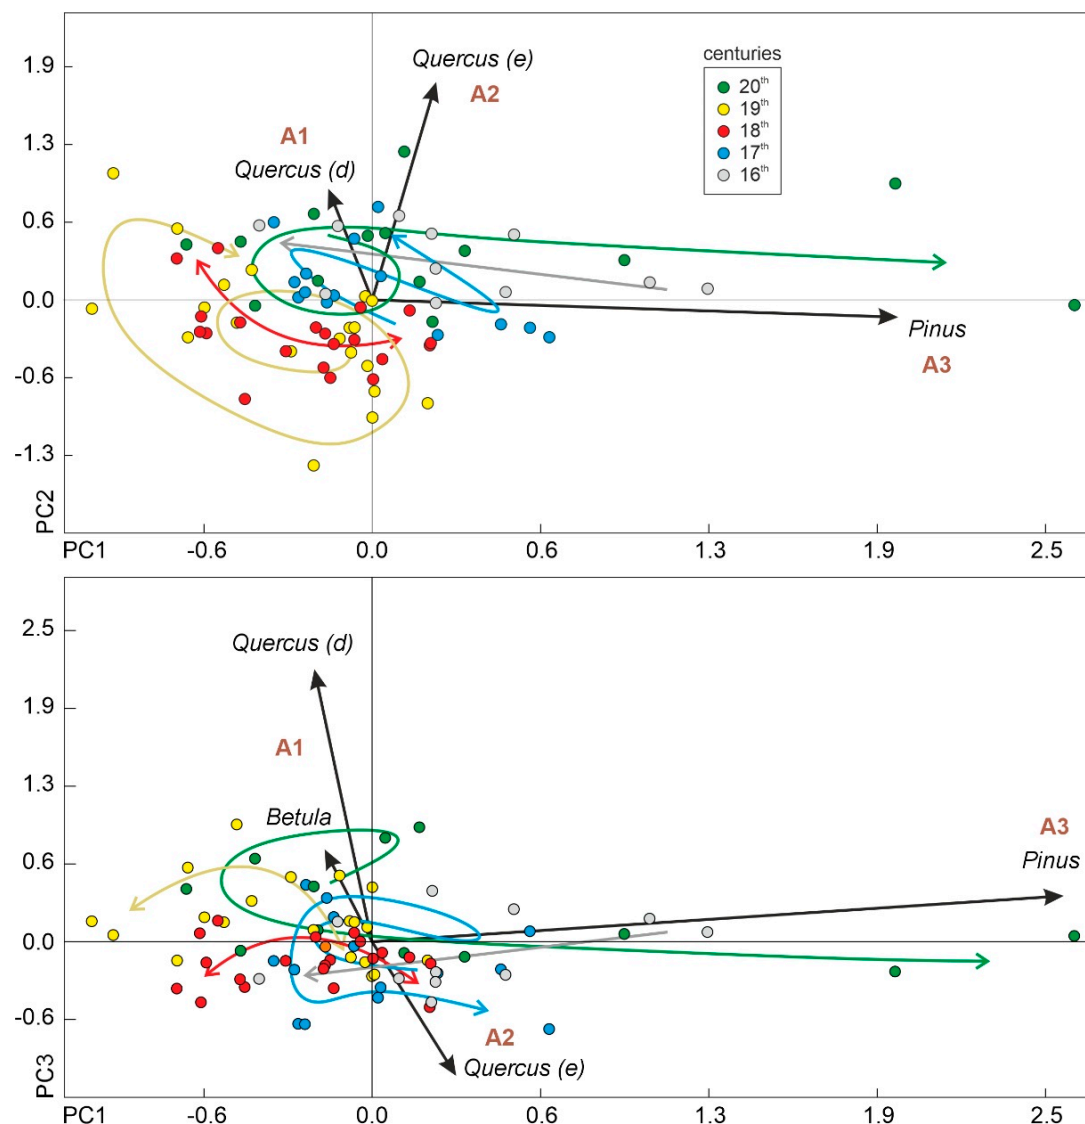 1.9
Quercus (e)
A2
centuries
20th
19th
18th
17th
16th
1.3
A1
Quercus (d)
0.6
0.0
Pinus
A3
-0.6
-1.3
PC2
PC1 -0.6 0.0 0.6 1.3 1.9 2.5
2.5
Quercus (d)
1.9
A1
1.3
Betula
A3
Pinus
0.6
0.0
-0.6
A2
Quercus (e)
PC3
PC1 -0.6 0.0 0.6 1.3 1.9 2.5